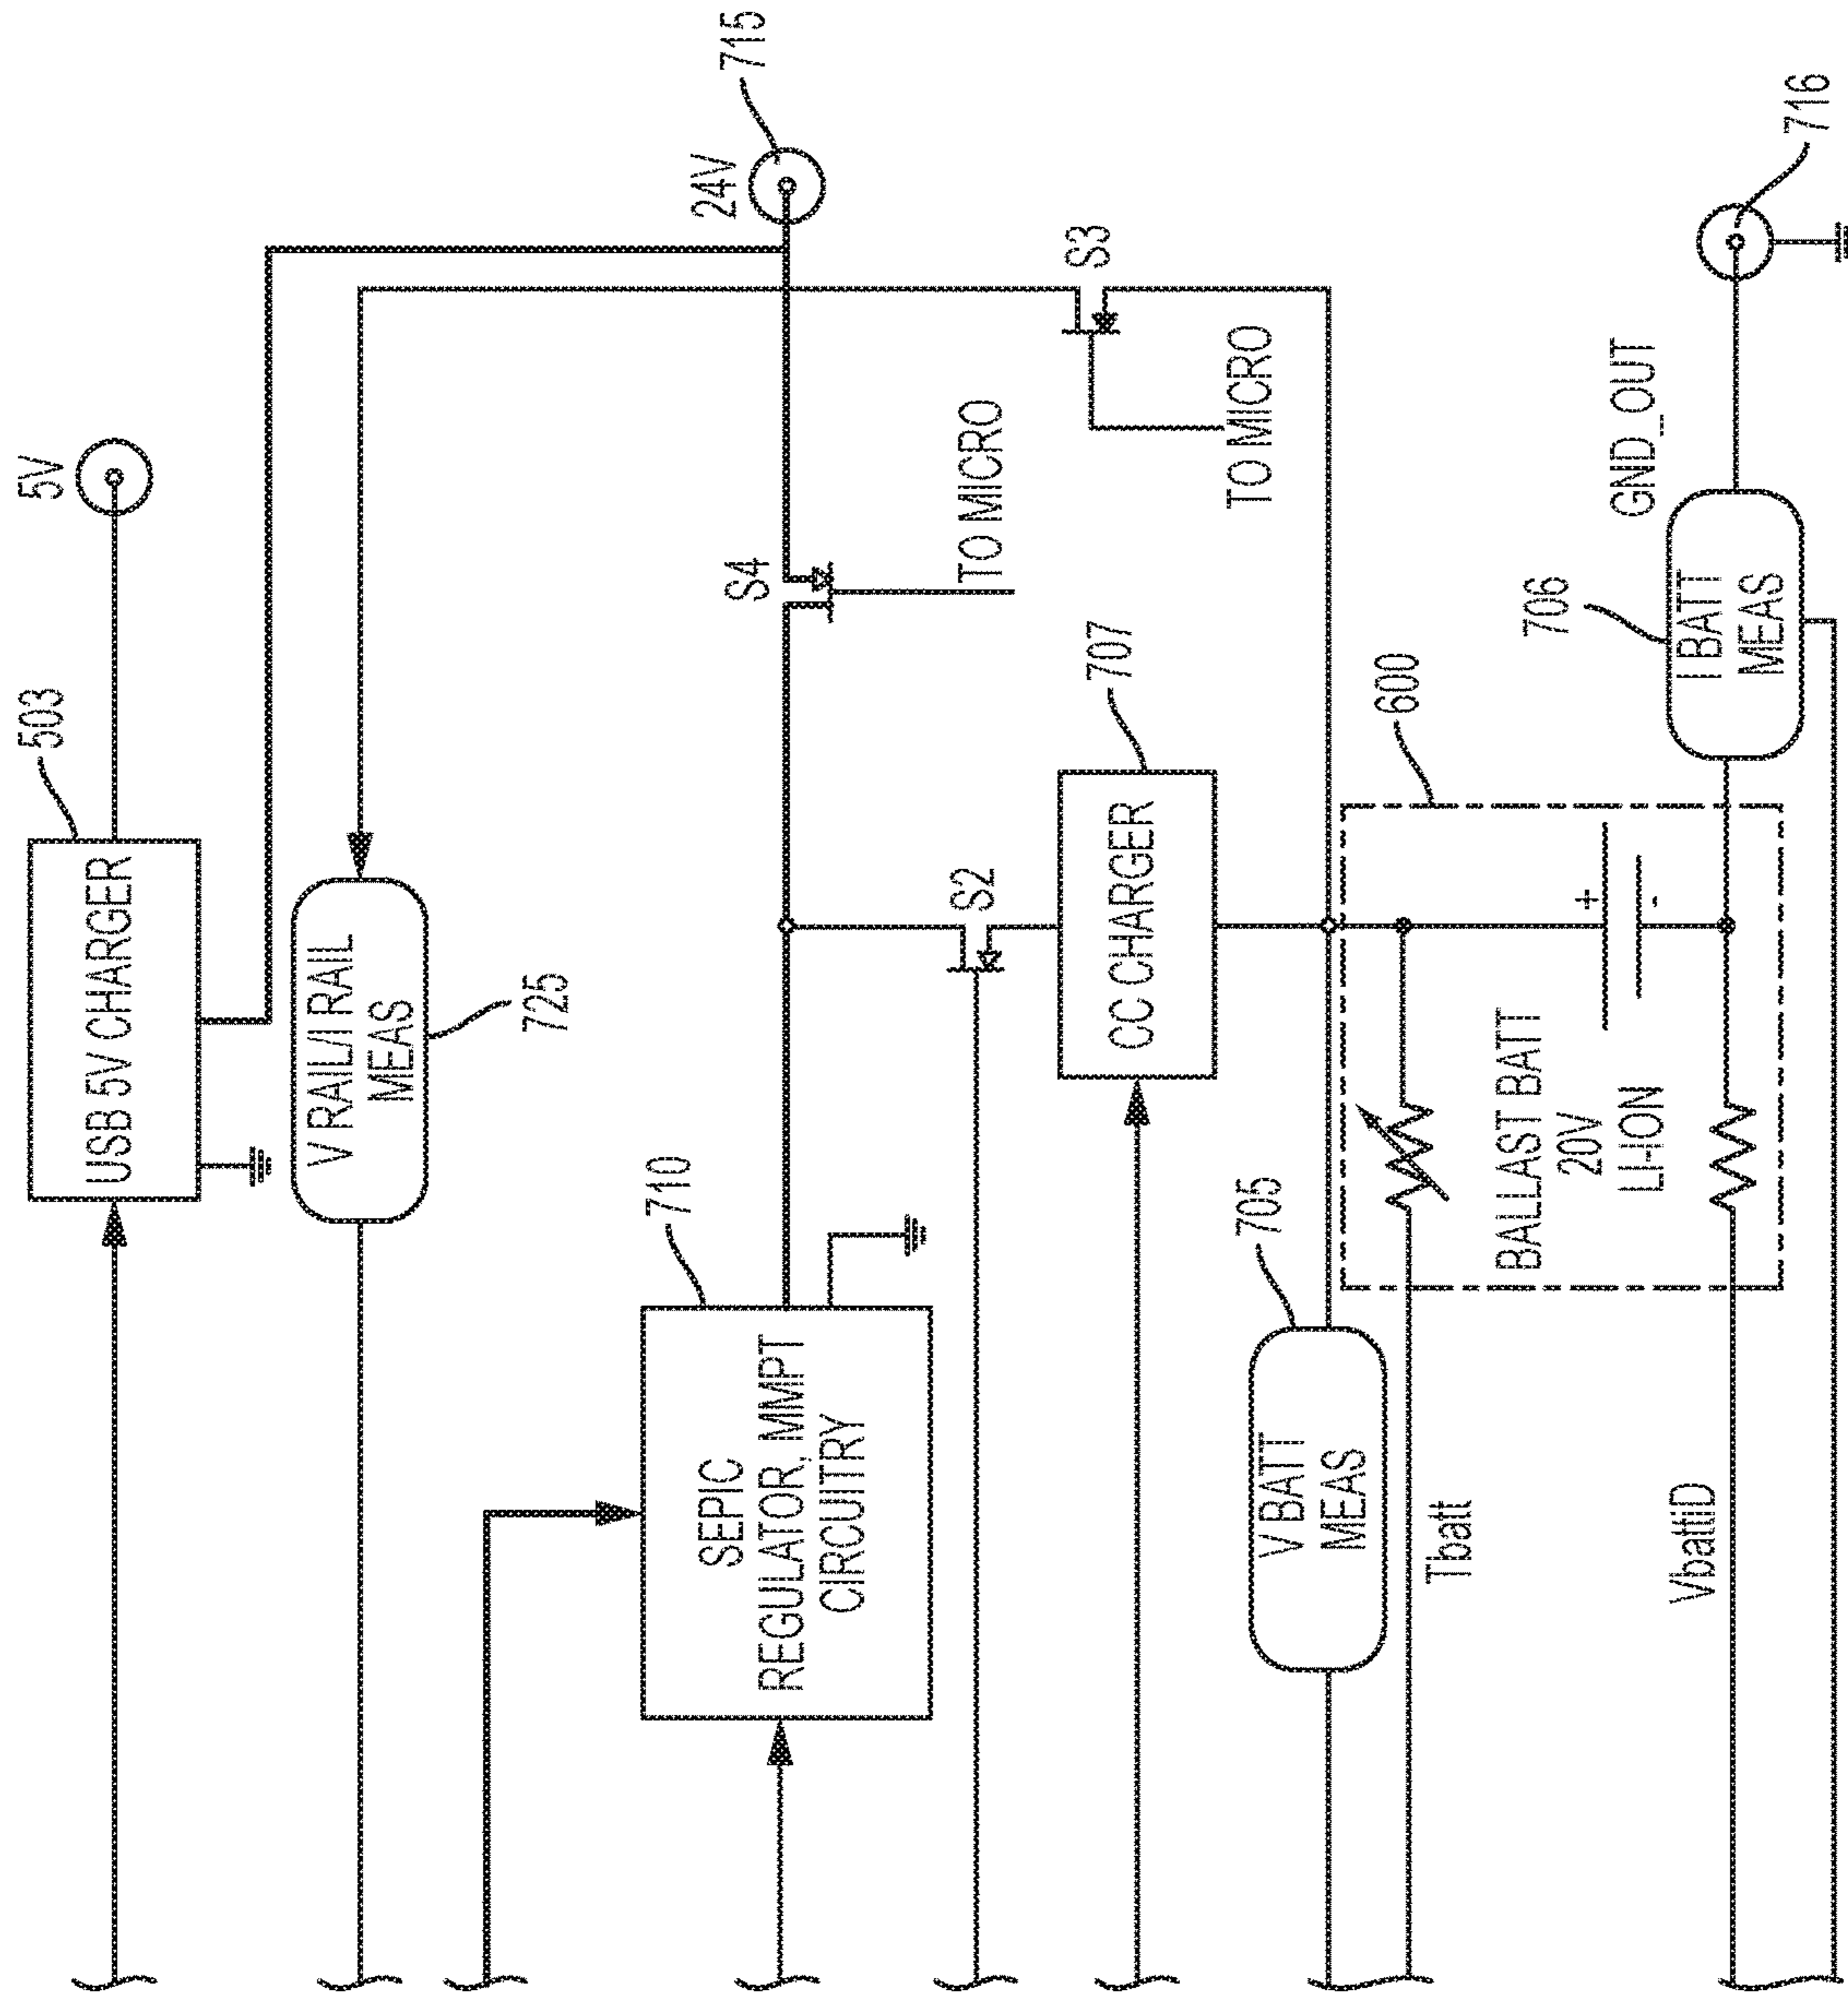 5V
503
USB 5V CHARGER
V RAIL/I RAIL
MEAS
725
24V
715
S4
TO MICRO
710
SEPIC
REGULATOR, MMPT
CIRCUITRY
S2
S3
TO MICRO
707
CC CHARGER
705
V BATT
MEAS
600
Tbatt
BALLAST BATT
20V
LI-ION
+
-
VbattiD
706
I BATT
MEAS
GND_OUT
716